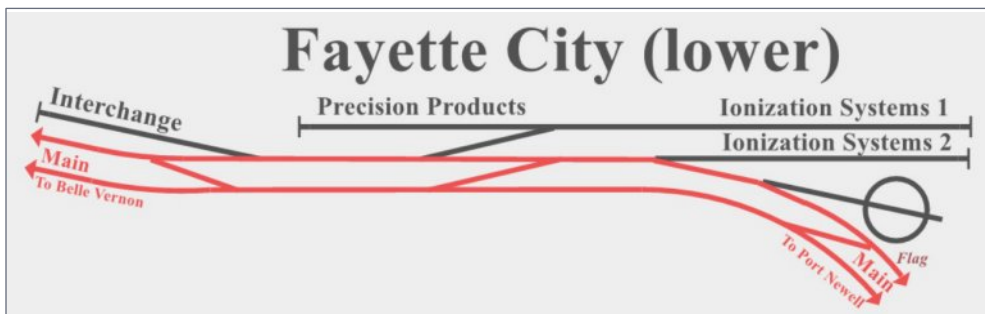 Fayette City (lower)
Interchange
Precision Products
Ionization Systems 1
Ionization Systems 2
Main
To Belle Vernon
To Port Newell
Main
Flag